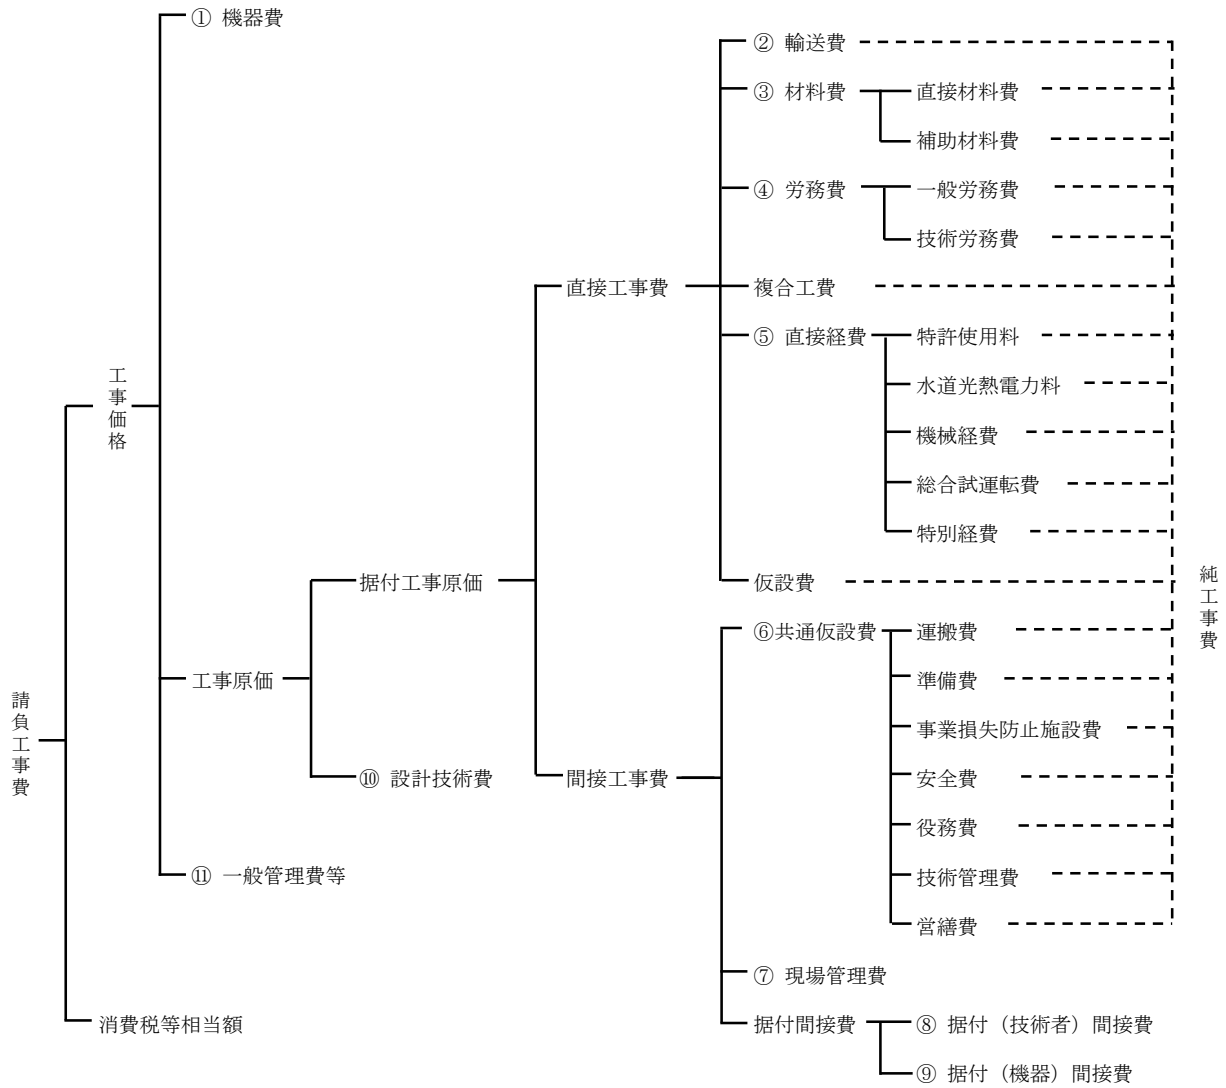 ① 機器費
② 輸送費
③ 材料費
直接材料費
補助材料費
④ 労務費
一般労務費
技術労務費
直接工事費
複合工費
⑤ 直接経費
特許使用料
工事価格
水道光熱電力料
機械経費
総合試運転費
特別経費
据付工事原価
仮設費
純工事費
⑥共通仮設費
運搬費
工事原価
準備費
請負工事費
事業損失防止施設費
⑩ 設計技術費
間接工事費
安全費
役務費
⑪ 一般管理費等
技術管理費
営繕費
⑦ 現場管理費
消費税等相当額
据付間接費
⑧ 据付（技術者）間接費
⑨ 据付（機器）間接費